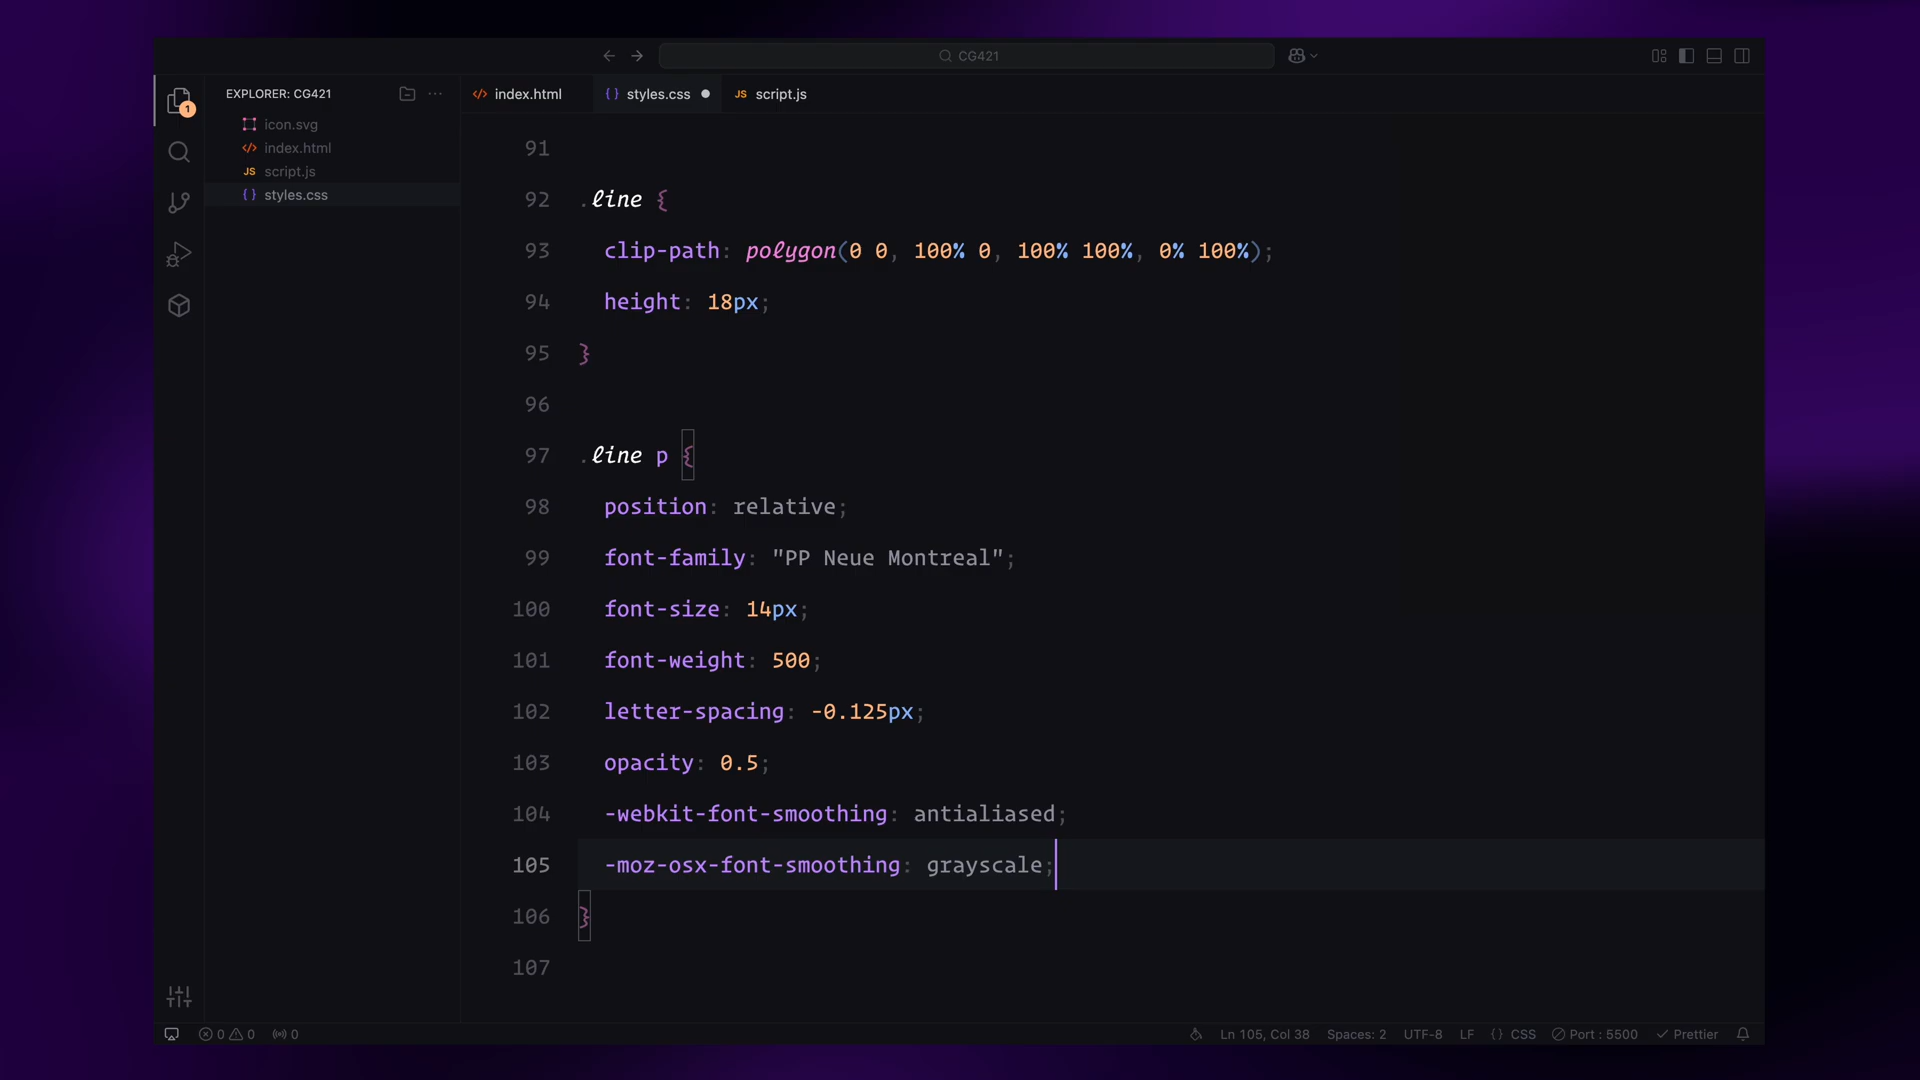 CG421
EXPLORER: CG421
icon.svg
index.html
JS script.js
{} styles.css
1
</> index.html
{} styles.css
JS script.js
91
92 .line {
93 clip-path: polygon(0 0, 100% 0, 100% 100%, 0% 100%);
94 height: 18px;
95 }
96
97 .line p {
98 position: relative;
99 font-family: "PP Neue Montreal";
100 font-size: 14px;
101 font-weight: 500;
102 letter-spacing: -0.125px;
103 opacity: 0.5;
104 -webkit-font-smoothing: antialiased;
105 -moz-osx-font-smoothing: grayscale;
106 }
107
0 0 0
Ln 105, Col 38 Spaces: 2 UTF-8 LF {} CSS Port : 5500 Prettier